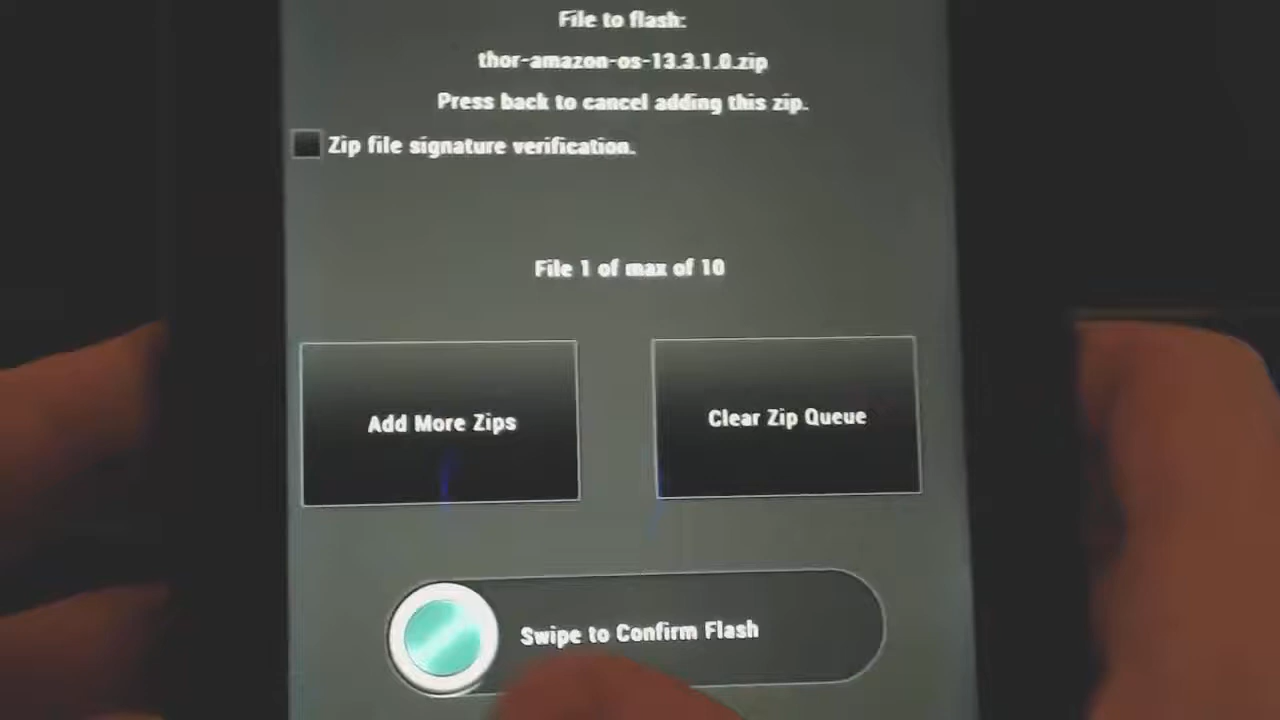 File to flash:
thor-amazon-os-13.3.1.0.zip
Press back to cancel adding this zip.
Zip file signature verification.
File 1 of max of 10
Add More Zips
Clear Zip Queue
Swipe to Confirm Flash